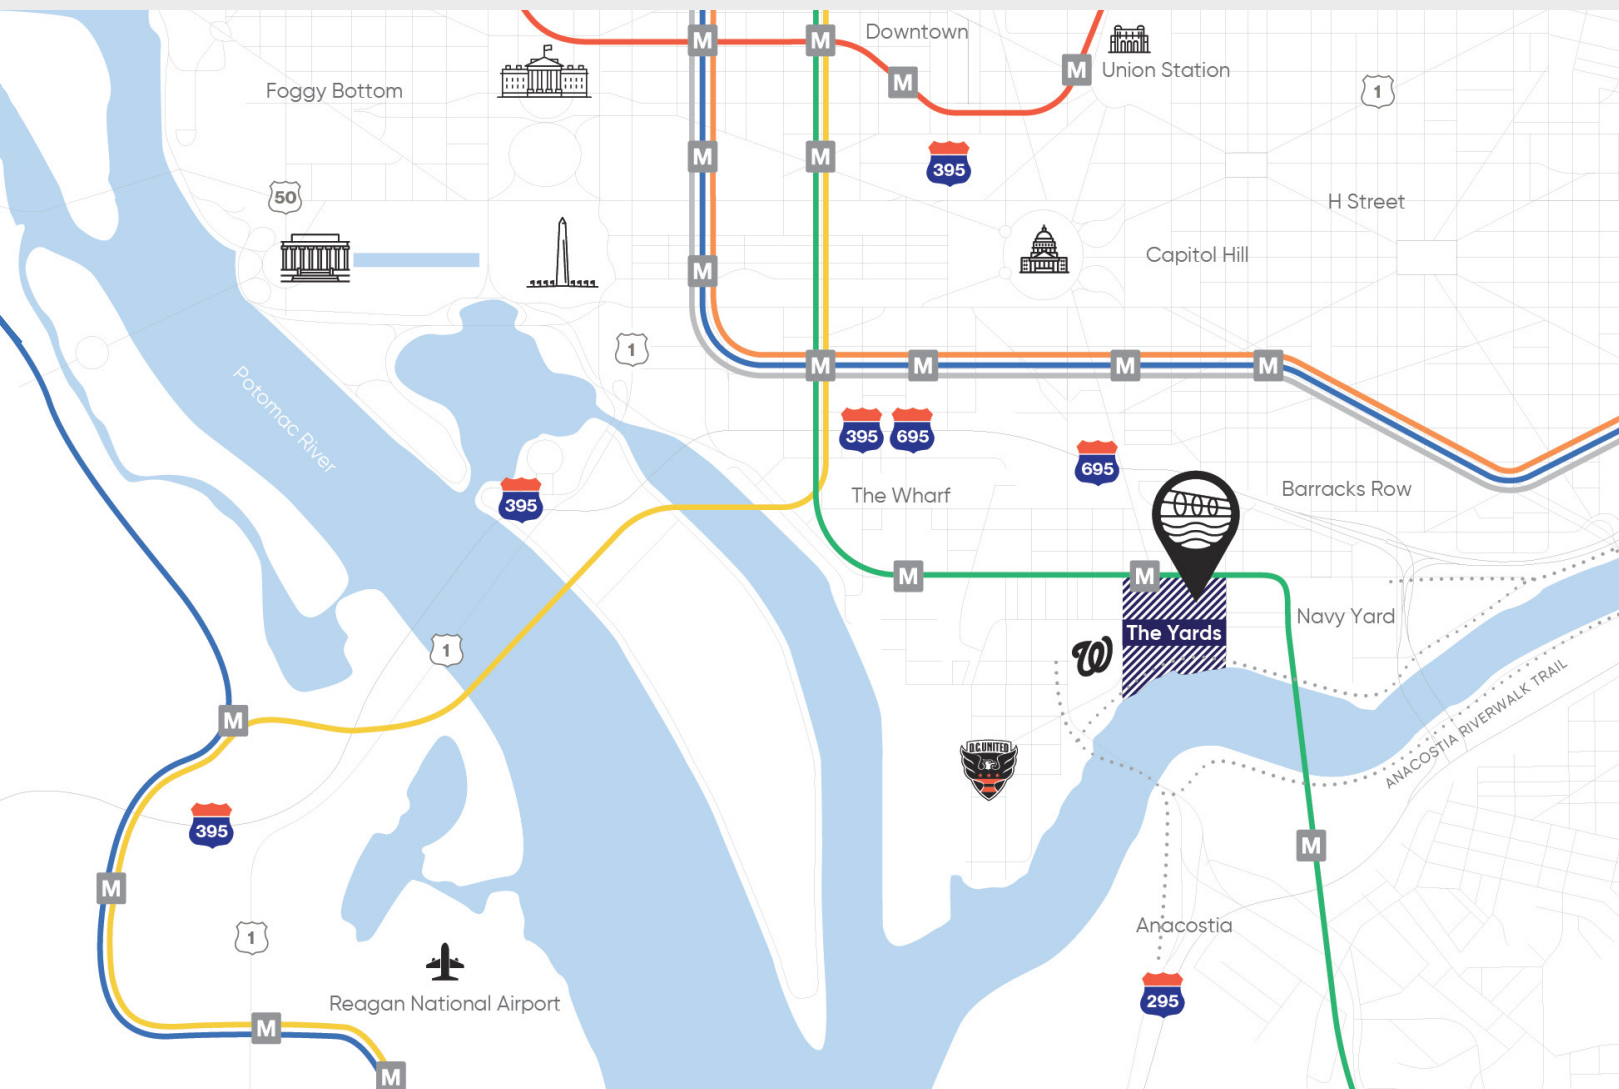 M
M
Downtown
M
M
Union Station
Foggy Bottom
1
M
M
395
50
H Street
Capitol Hill
M
1
M
M
M
M
Potomac River
395
695
695
395
The Wharf
Barracks Row
M
M
Navy Yard
The Yards
W
1
M
ANACOSTIA RIVERWALK TRAIL
D.C.UNITED
395
M
M
Anacostia
1
Reagan National Airport
295
M
M